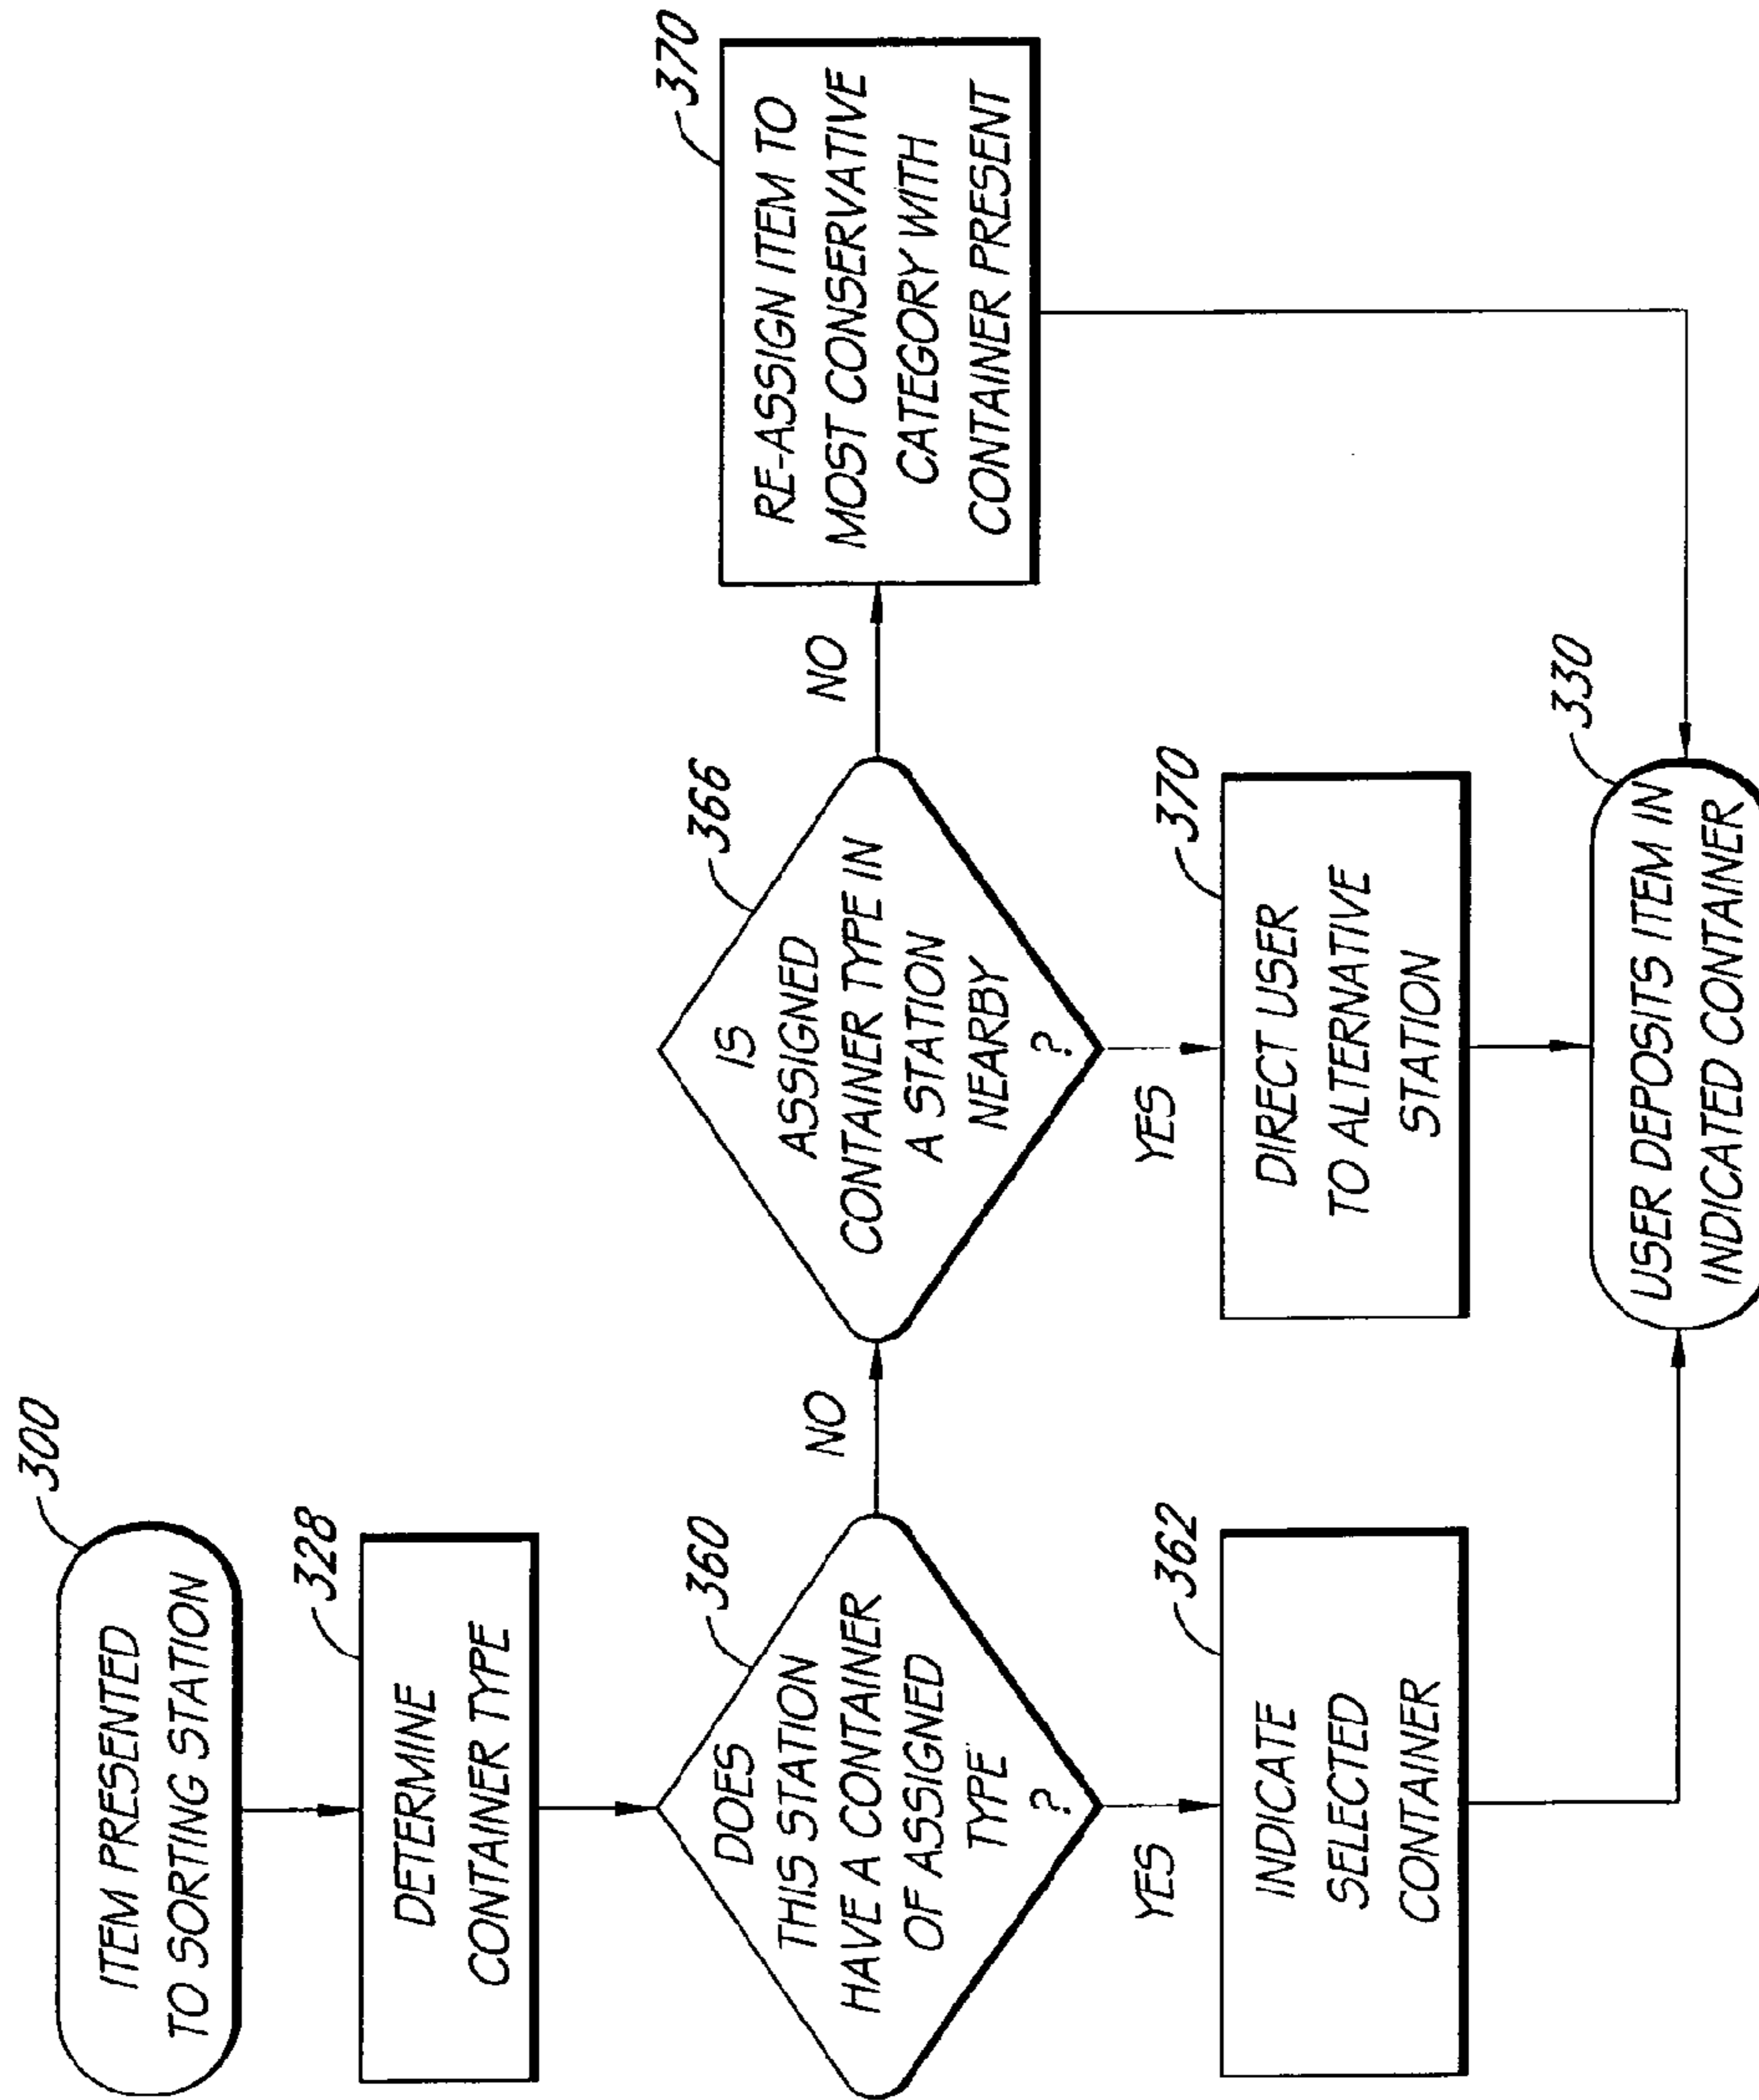 300
ITEM PRESENTED
TO SORTING STATION
328
DETERMINE
CONTAINER TYPE
360
DOES
THIS STATION
HAVE A CONTAINER
OF ASSIGNED
TYPE
?
NO
YES
362
INDICATE
SELECTED
CONTAINER
366
IS
ASSIGNED
CONTAINER TYPE IN
A STATION
NEARBY
?
NO
YES
370
DIRECT USER
TO ALTERNATIVE
STATION
370
RE-ASSIGN ITEM TO
MOST CONSERVATIVE
CATEGORY WITH
CONTAINER PRESENT
330
USER DEPOSITS ITEM IN
INDICATED CONTAINER